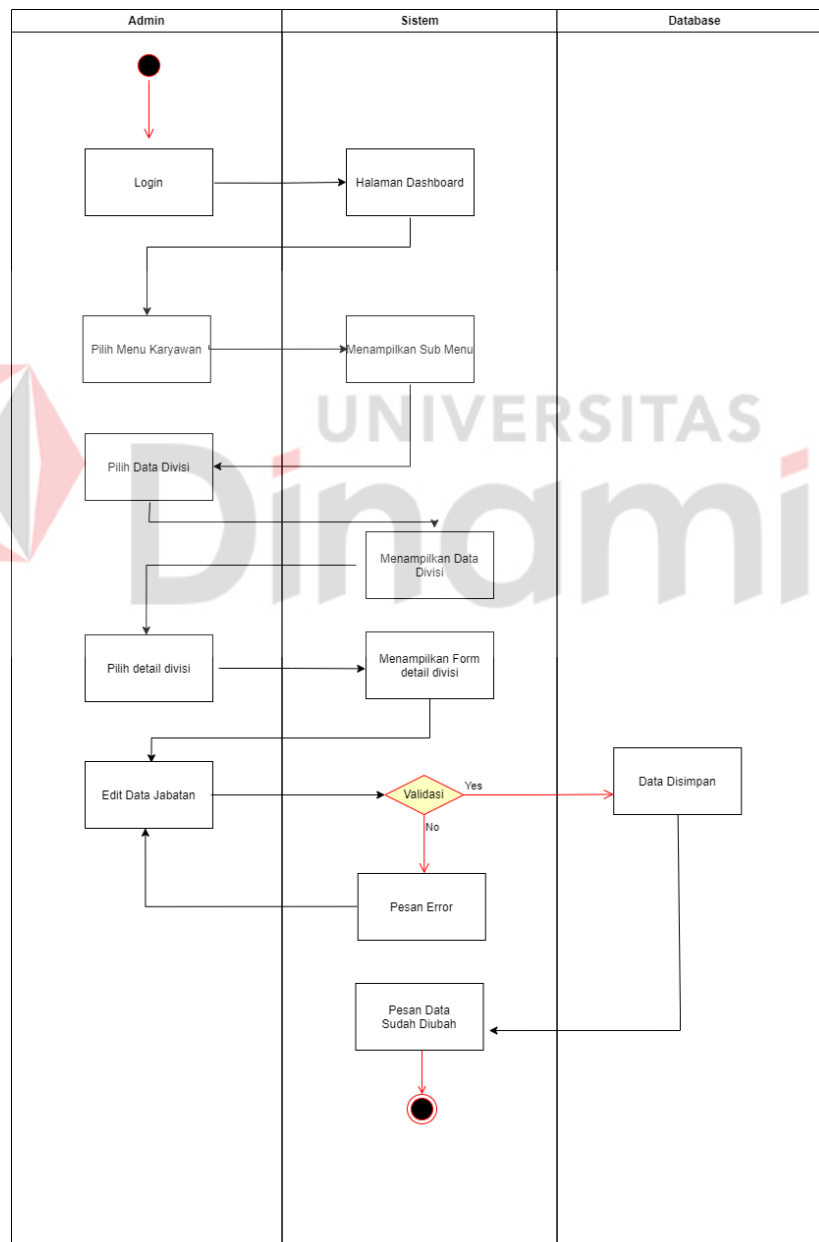 Admin
Sistem
Database
Login
Halaman Dashboard
Pilih Menu Karyawan
Menampilkan Sub Menu
UNIVERSITAS
Dinami
Pilih Data Divisi
Menampilkan Data
Divisi
Pilih detail divisi
Menampilkan Form
detail divisi
Edit Data Jabatan
Validasi
Yes
Data Disimpan
No
Pesan Error
Pesan Data
Sudah Diubah